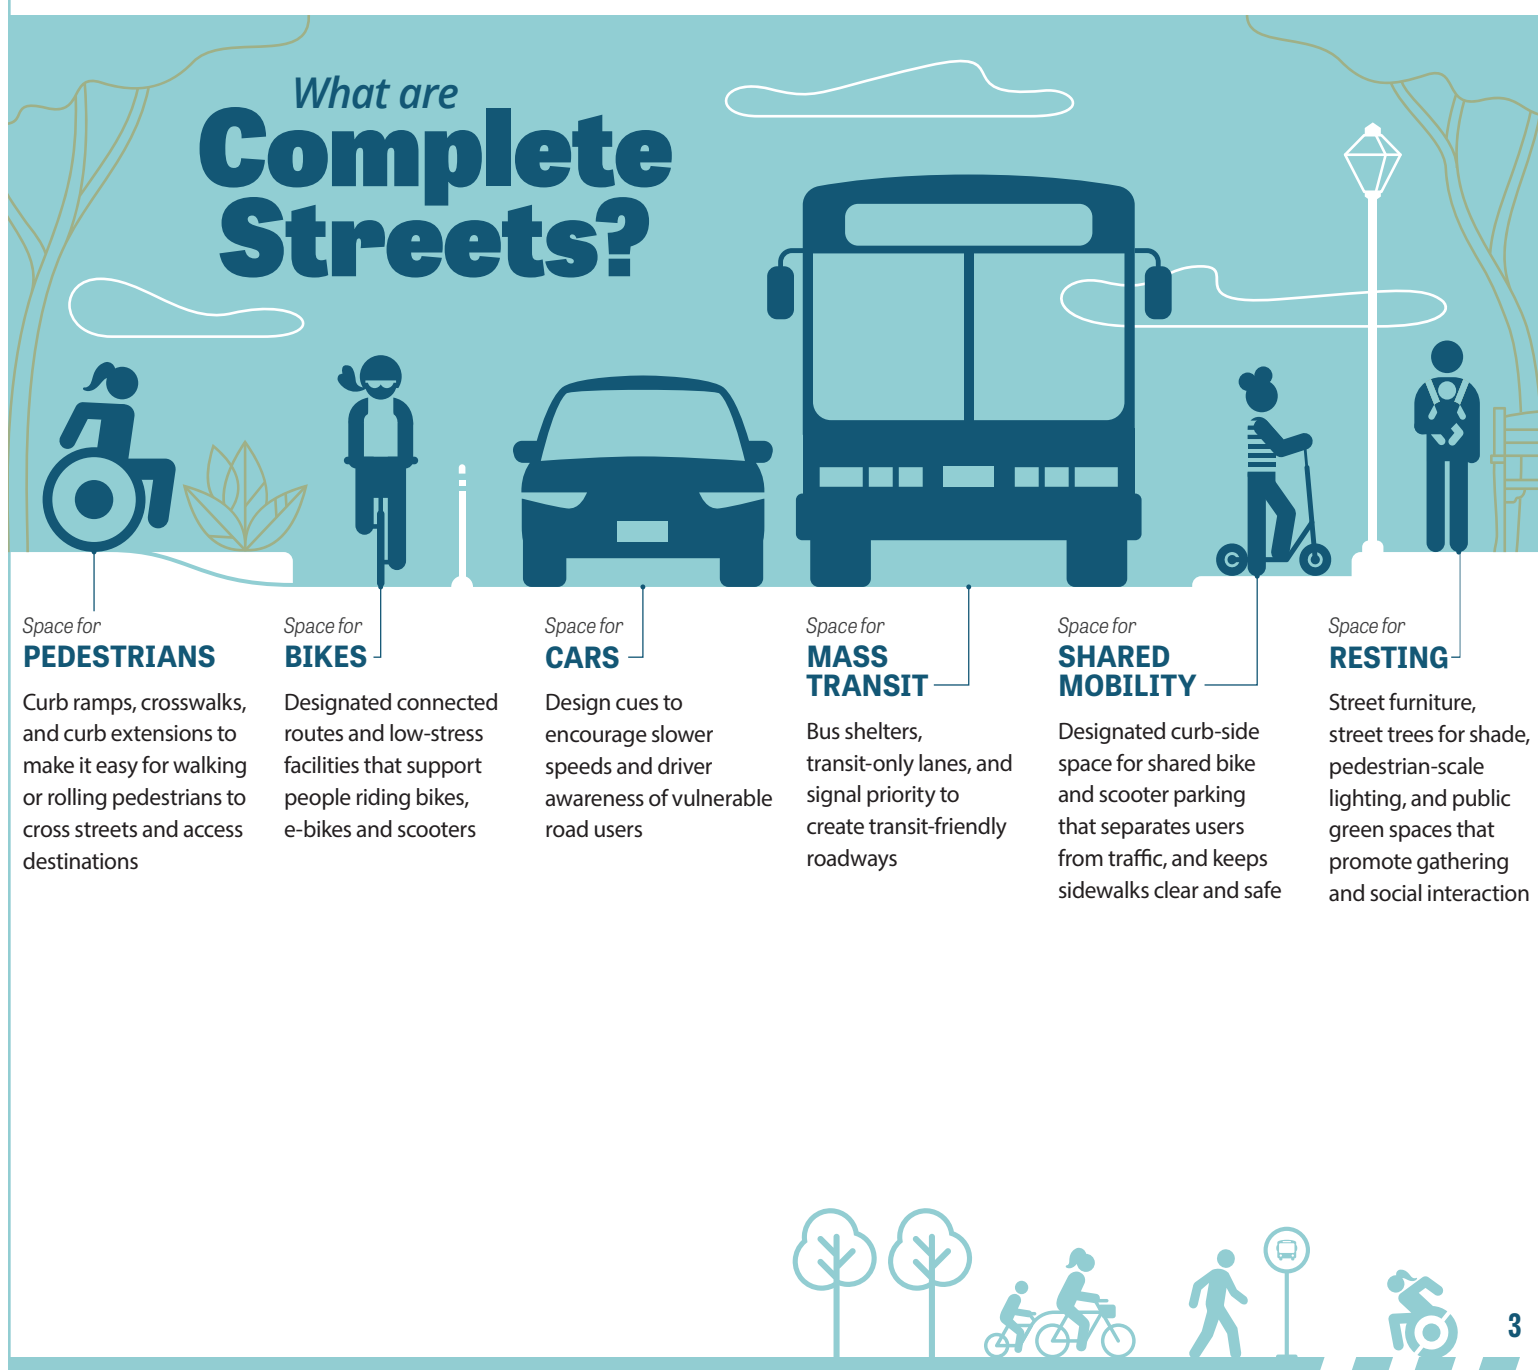 What are
Complete
Streets?
Space for
PEDESTRIANS
Curb ramps, crosswalks,
and curb extensions to
make it easy for walking
or rolling pedestrians to
cross streets and access
destinations
Space for
BIKES
Designated connected
routes and low-stress
facilities that support
people riding bikes,
e-bikes and scooters
Space for
CARS
Design cues to
encourage slower
speeds and driver
awareness of vulnerable
road users
Space for
MASS
TRANSIT
Bus shelters,
transit-only lanes, and
signal priority to
create transit-friendly
roadways
Space for
SHARED
MOBILITY
Designated curb-side
space for shared bike
and scooter parking
that separates users
from traffic, and keeps
sidewalks clear and safe
Space for
RESTING
Street furniture,
street trees for shade,
pedestrian-scale
lighting, and public
green spaces that
promote gathering
and social interaction
3